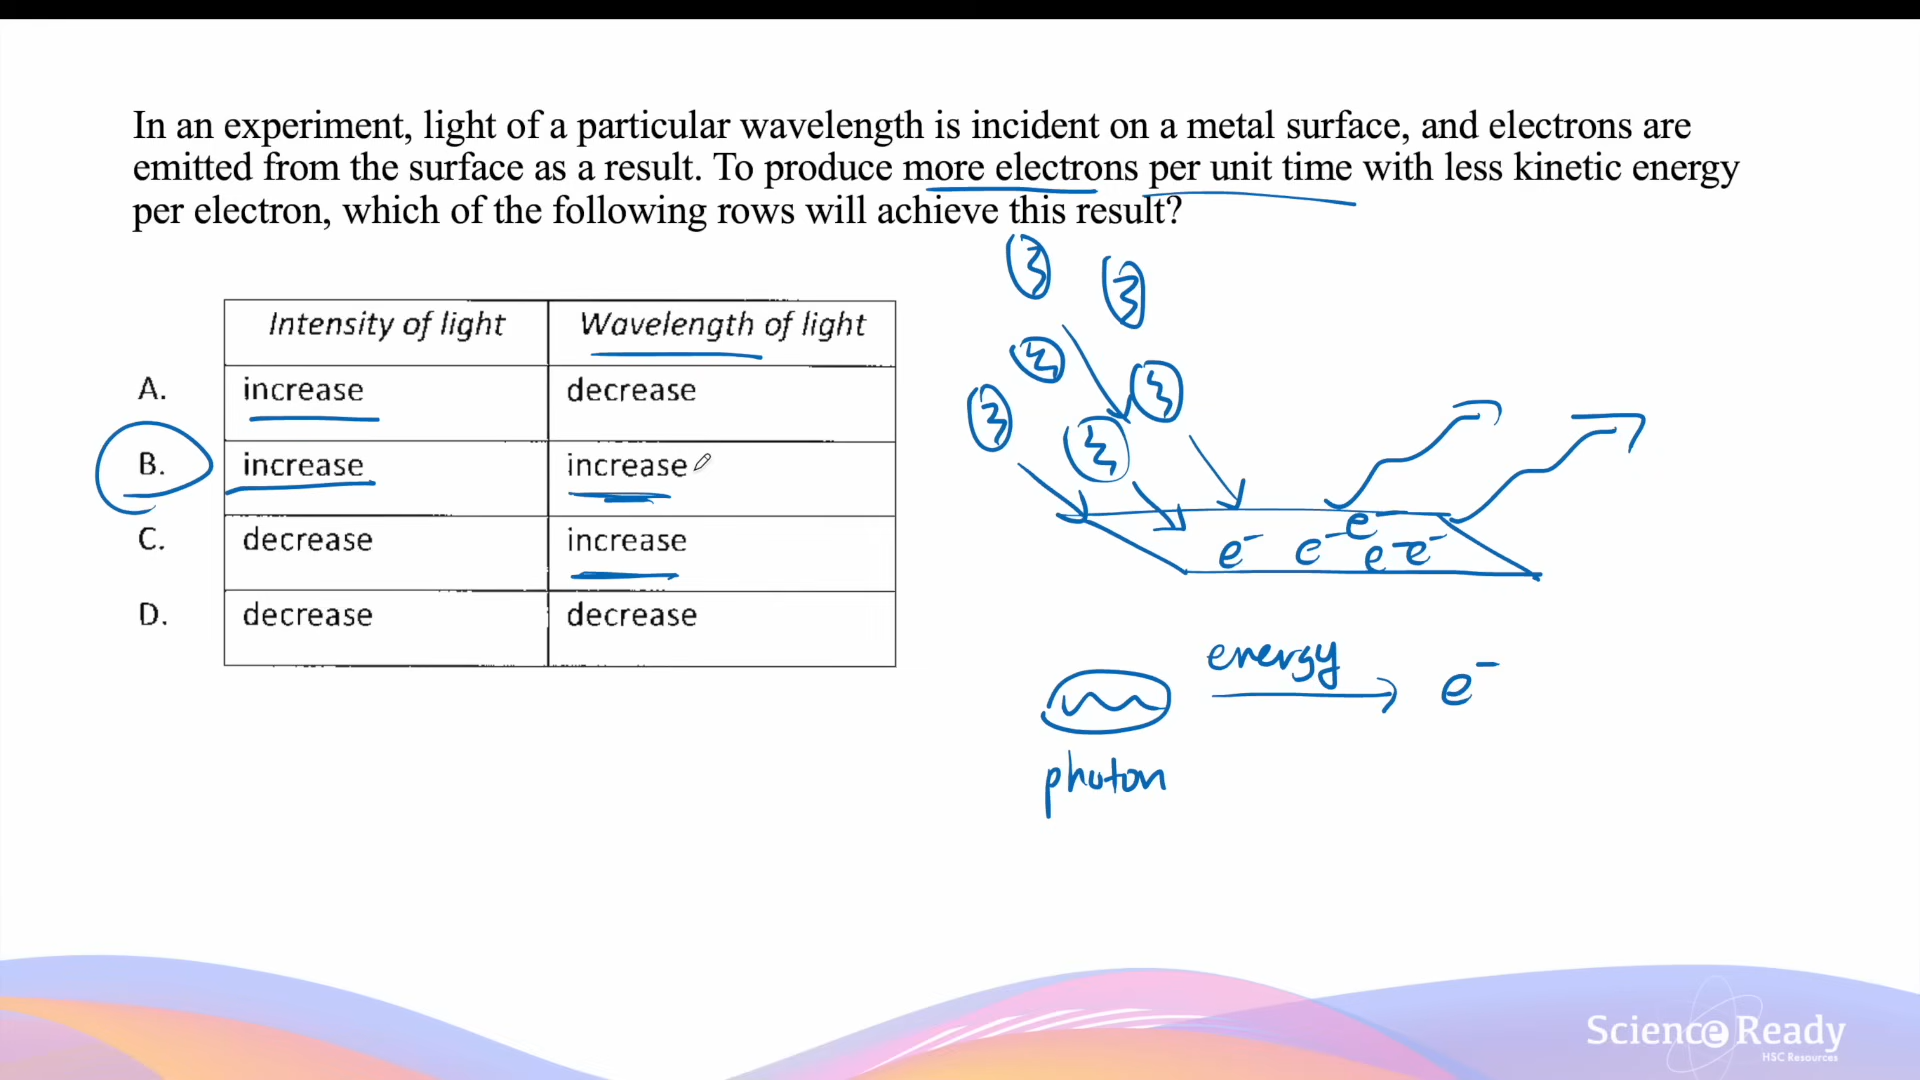 In an experiment, light of a particular wavelength is incident on a metal surface, and electrons are
emitted from the surface as a result. To produce more electrons per unit time with less kinetic energy
per electron, which of the following rows will achieve this result?
Intensity of light Wavelength of light
A. increase decrease
B. increase increase
C. decrease increase
D. decrease decrease
e⁻ e⁻ e⁻ e⁻ e⁻
energy
e⁻
photon
Science Ready
HSC Resources